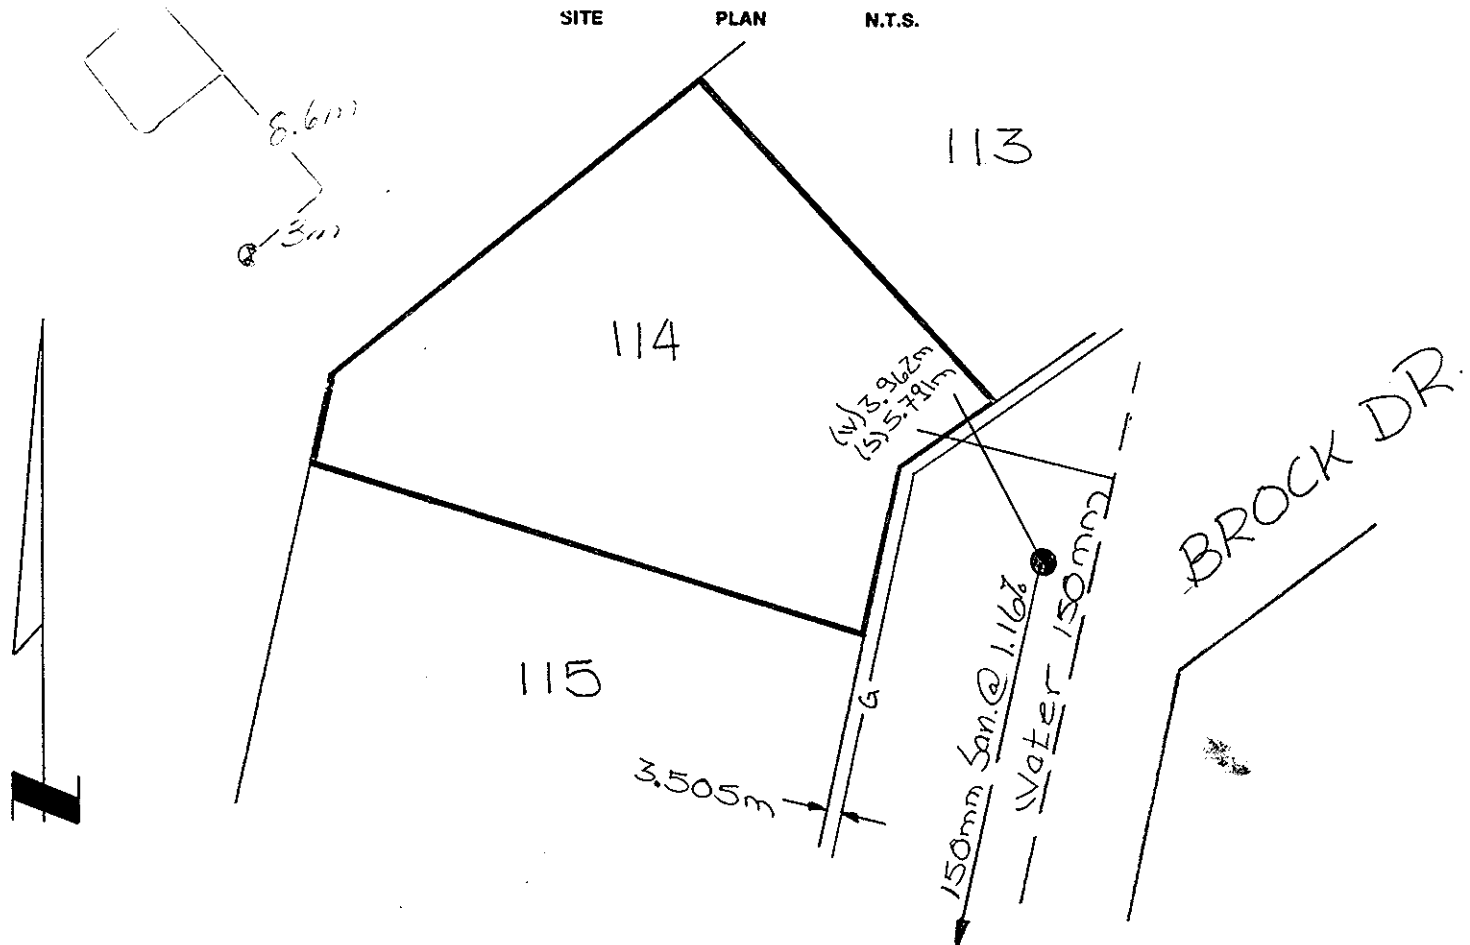 SITE PLAN N.T.S.
8.6m
3m
113
114
(W) 3.962m
(S) 5.791m
BROCK DR.
115
G
3.505m
150mm San. @ 1.16%
Water 150mm